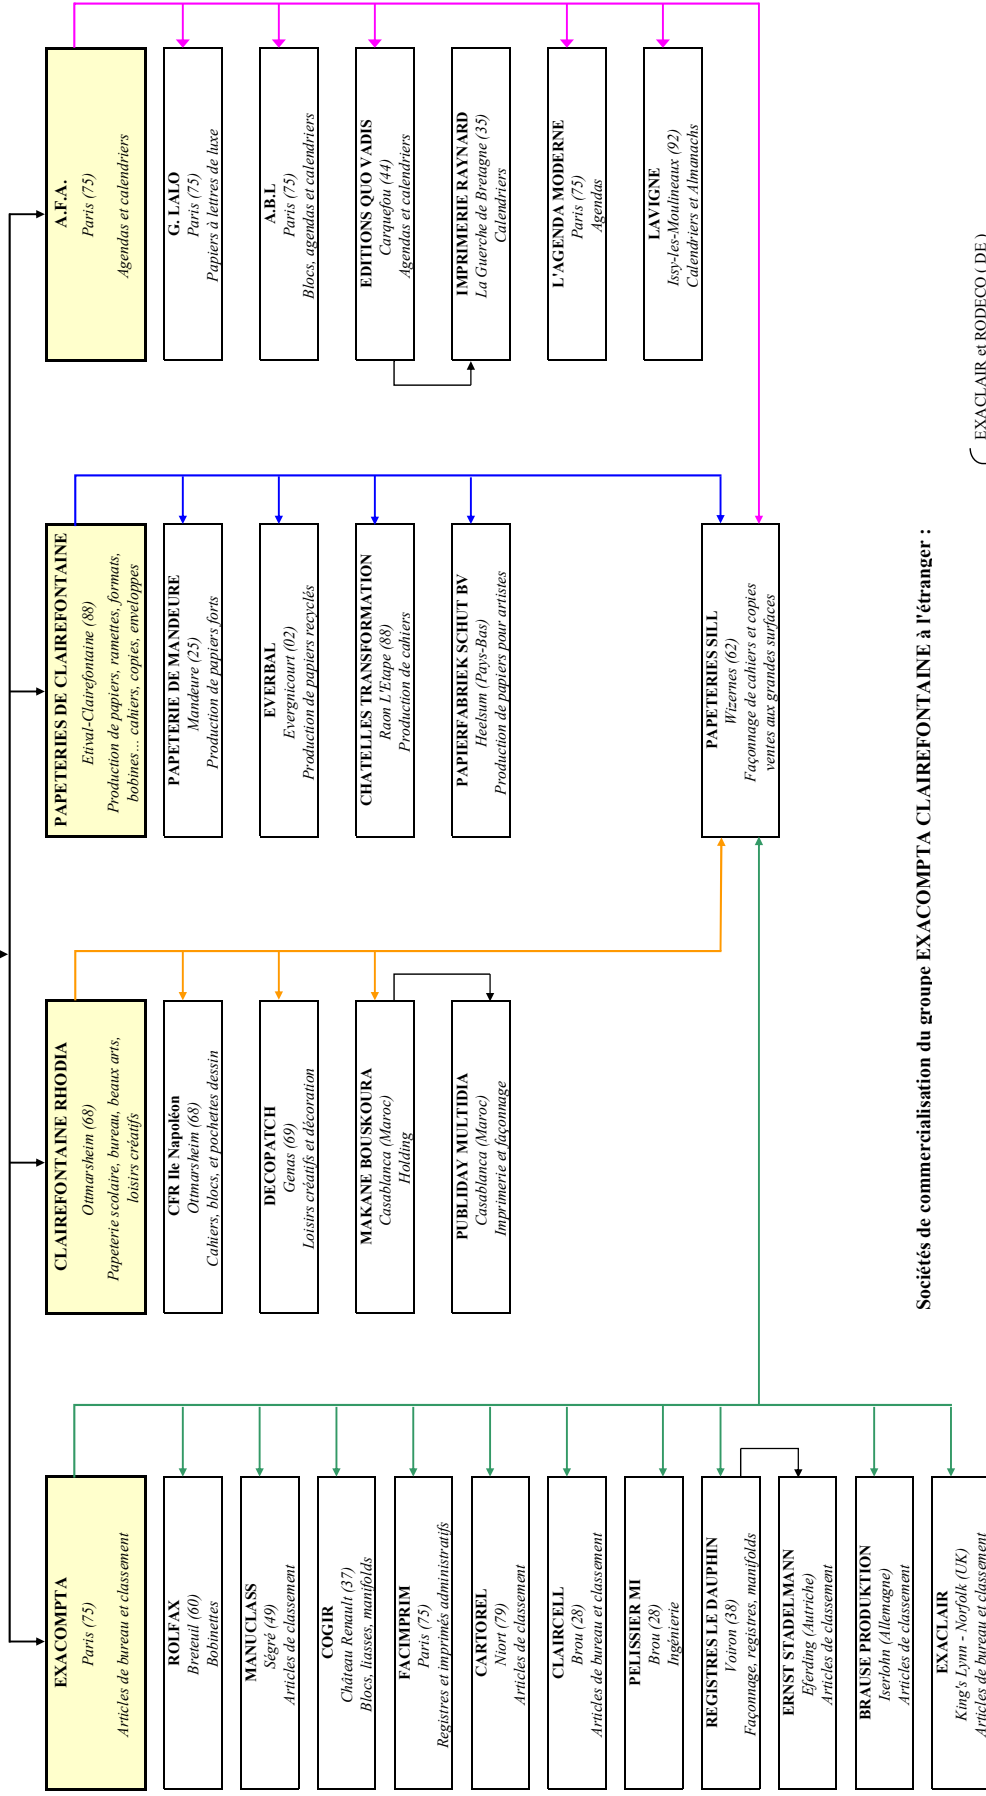 EXACOMPTA
Paris (75)
Articles de bureau et classement
ROLFAX
Breteuil (60)
Bobinettes
MANUCLASS
Ségré (49)
Articles de classement
COGIR
Château Renault (37)
Blocs, liasses, manifolds
FACIMPRIM
Paris (75)
Registres et imprimés administratifs
CARTOREL
Niort (79)
Articles de classement
CLAIRCELL
Brou (28)
Articles de bureau et classement
PELISSIER MI
Brou (28)
Ingénierie
REGISTRES LE DAUPHIN
Voiron (38)
Façonnage, registres, manifolds
ERNST STADELMANN
Eferding (Autriche)
Articles de classement
BRAUSE PRODUKTION
Iserlohn (Allemagne)
Articles de classement
EXACLAIR
King's Lynn - Norfolk (UK)
Articles de bureau et classement
CLAIREFONTAINE RHODIA
Ottmarsheim (68)
Papeterie scolaire, bureau, beaux arts,
loisirs créatifs
CFR Ile Napoléon
Ottmarsheim (68)
Cahiers, blocs, et pochettes dessin
DECOPATCH
Genas (69)
Loisirs créatifs et décoration
MAKANE BOUSKOURA
Casablanca (Maroc)
Holding
PUBLIDAY MULTIDIA
Casablanca (Maroc)
Imprimerie et façonnage
PAPETERIES DE CLAIREFONTAINE
Etival-Clairefontaine (88)
Production de papiers, ramettes, formats,
bobines… cahiers, copies, enveloppes
PAPETERIE DE MANDEURE
Mandeure (25)
Production de papiers forts
EVERBAL
Evergnicourt (02)
Production de papiers recyclés
CHATELLES TRANSFORMATION
Raon L'Etape (88)
Production de cahiers
PAPIERFABRIEK SCHUT BV
Heelsum (Pays-Bas)
Production de papiers pour artistes
PAPETERIES SILL
Wizernes (62)
Façonnage de cahiers et copies
ventes aux grandes surfaces
A.F.A.
Paris (75)
Agendas et calendriers
G. LALO
Paris (75)
Papiers à lettres de luxe
A.B.L
Paris (75)
Blocs, agendas et calendriers
EDITIONS QUO VADIS
Carquefou (44)
Agendas et calendriers
IMPRIMERIE RAYNARD
La Guerche de Bretagne (35)
Calendriers
L'AGENDA MODERNE
Paris (75)
Agendas
LAVIGNE
Issy-les-Moulineaux (92)
Calendriers et Almanachs
Sociétés de commercialisation du groupe EXACOMPTA CLAIREFONTAINE à l'étranger :
EXACLAIR et RODECO ( DE )